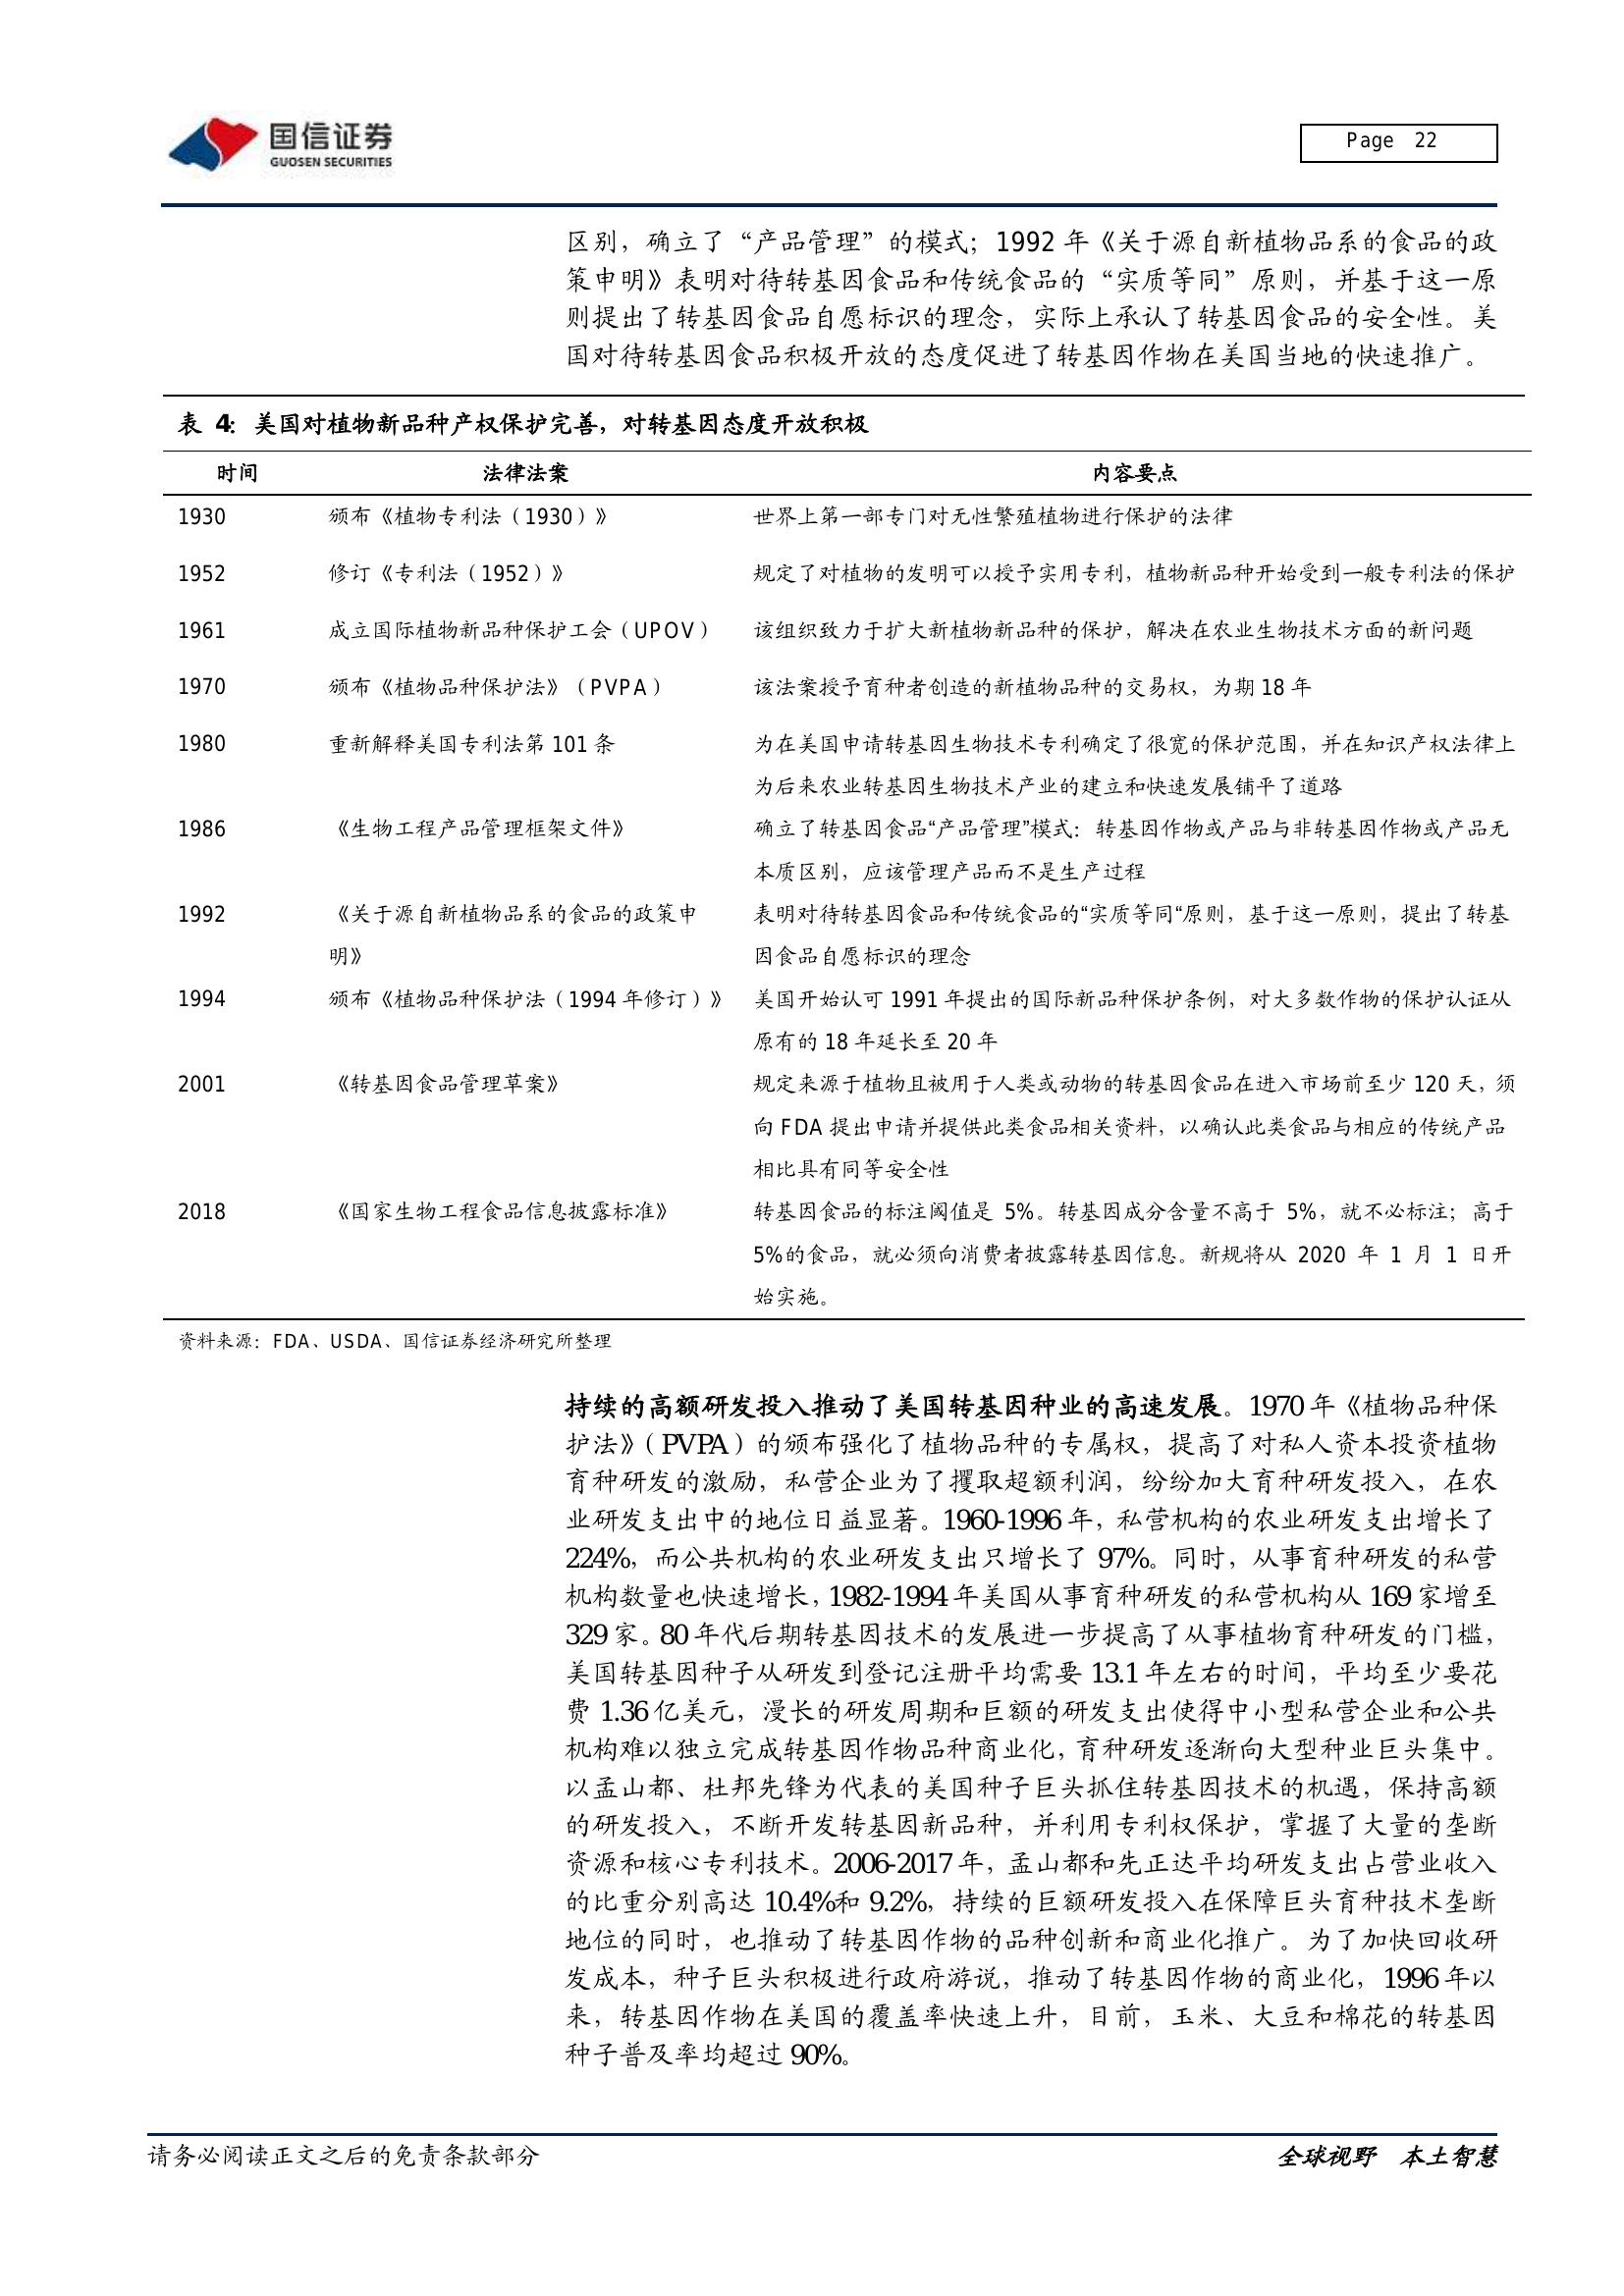 国信证券
GUOSEN SECURITIES
Page 22
区别，确立了“产品管理”的模式；1992 年《关于源自新植物品系的食品的政
策申明》表明对待转基因食品和传统食品的“实质等同”原则，并基于这一原
则提出了转基因食品自愿标识的理念，实际上承认了转基因食品的安全性。美
国对待转基因食品积极开放的态度促进了转基因作物在美国当地的快速推广。
表 4：美国对植物新品种产权保护完善，对转基因态度开放积极
时间 法律法案 内容要点
1930 颁布《植物专利法（1930）》 世界上第一部专门对无性繁殖植物进行保护的法律
1952 修订《专利法（1952）》 规定了对植物的发明可以授予实用专利，植物新品种开始受到一般专利法的保护
1961 成立国际植物新品种保护工会（UPOV） 该组织致力于扩大新植物新品种的保护，解决在农业生物技术方面的新问题
1970 颁布《植物品种保护法》（PVPA） 该法案授予育种者创造的新植物品种的交易权，为期 18 年
1980 重新解释美国专利法第 101 条 为在美国申请转基因生物技术专利确定了很宽的保护范围，并在知识产权法律上
为后来农业转基因生物技术产业的建立和快速发展铺平了道路
1986 《生物工程产品管理框架文件》 确立了转基因食品“产品管理”模式：转基因作物或产品与非转基因作物或产品无
本质区别，应该管理产品而不是生产过程
1992 《关于源自新植物品系的食品的政策申 表明对待转基因食品和传统食品的“实质等同“原则，基于这一原则，提出了转基
明》 因食品自愿标识的理念
1994 颁布《植物品种保护法（1994 年修订）》 美国开始认可 1991 年提出的国际新品种保护条例，对大多数作物的保护认证从
原有的 18 年延长至 20 年
2001 《转基因食品管理草案》 规定来源于植物且被用于人类或动物的转基因食品在进入市场前至少 120 天，须
向 FDA 提出申请并提供此类食品相关资料，以确认此类食品与相应的传统产品
相比具有同等安全性
2018 《国家生物工程食品信息披露标准》 转基因食品的标注阈值是 5%。转基因成分含量不高于 5%，就不必标注；高于
5%的食品，就必须向消费者披露转基因信息。新规将从 2020 年 1 月 1 日开
始实施。
资料来源：FDA、USDA、国信证券经济研究所整理
持续的高额研发投入推动了美国转基因种业的高速发展。1970 年《植物品种保
护法》（PVPA）的颁布强化了植物品种的专属权，提高了对私人资本投资植物
育种研发的激励，私营企业为了攫取超额利润，纷纷加大育种研发投入，在农
业研发支出中的地位日益显著。1960-1996 年，私营机构的农业研发支出增长了
224%，而公共机构的农业研发支出只增长了 97%。同时，从事育种研发的私营
机构数量也快速增长，1982-1994 年美国从事育种研发的私营机构从 169 家增至
329 家。80 年代后期转基因技术的发展进一步提高了从事植物育种研发的门槛，
美国转基因种子从研发到登记注册平均需要 13.1 年左右的时间，平均至少要花
费 1.36 亿美元，漫长的研发周期和巨额的研发支出使得中小型私营企业和公共
机构难以独立完成转基因作物品种商业化，育种研发逐渐向大型种业巨头集中。
以孟山都、杜邦先锋为代表的美国种子巨头抓住转基因技术的机遇，保持高额
的研发投入，不断开发转基因新品种，并利用专利权保护，掌握了大量的垄断
资源和核心专利技术。2006-2017 年，孟山都和先正达平均研发支出占营业收入
的比重分别高达 10.4%和 9.2%，持续的巨额研发投入在保障巨头育种技术垄断
地位的同时，也推动了转基因作物的品种创新和商业化推广。为了加快回收研
发成本，种子巨头积极进行政府游说，推动了转基因作物的商业化，1996 年以
来，转基因作物在美国的覆盖率快速上升，目前，玉米、大豆和棉花的转基因
种子普及率均超过 90%。
请务必阅读正文之后的免责条款部分 全球视野 本土智慧